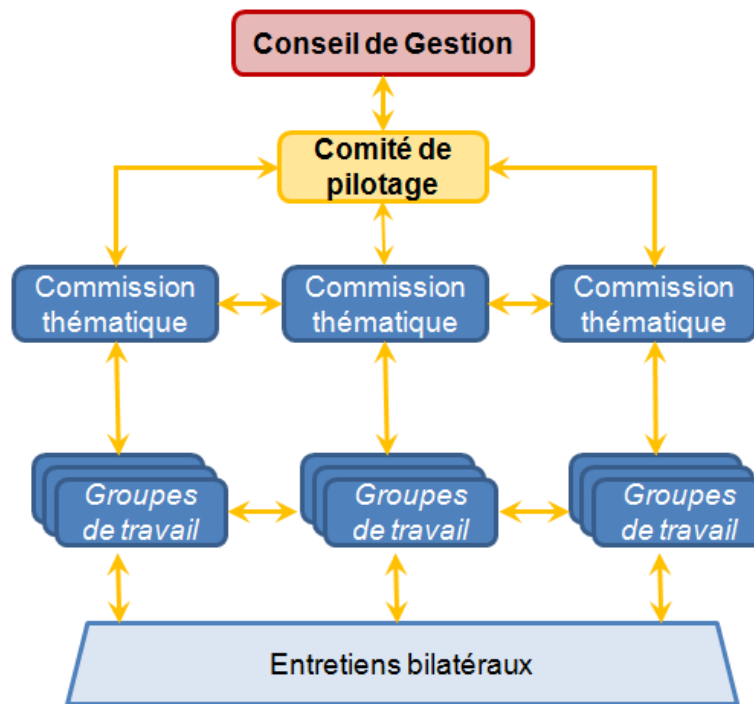 Conseil de Gestion
Comité de
pilotage
Commission
thématique
Commission
thématique
Commission
thématique
Groupes
de travail
Groupes
de travail
Groupes
de travail
Entretiens bilatéraux